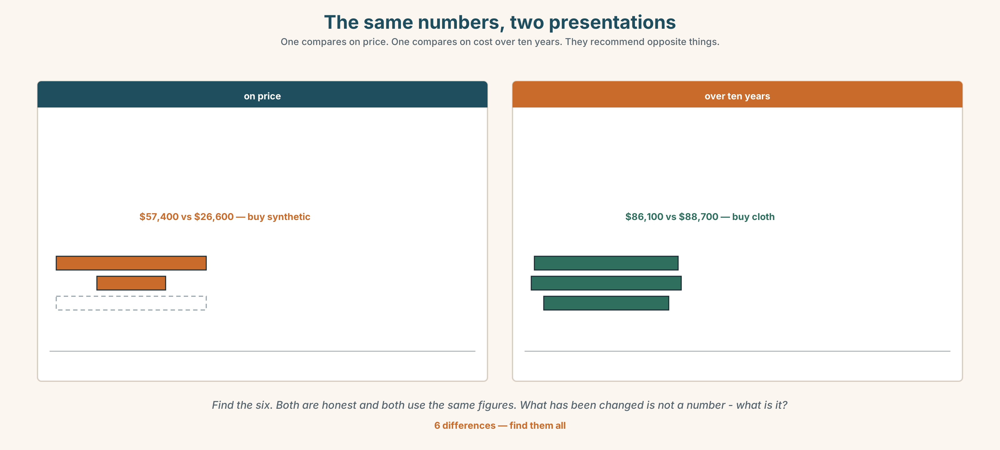 The same numbers, two presentations
One compares on price. One compares on cost over ten years. They recommend opposite things.
on price
$57,400 vs $26,600 — buy synthetic
over ten years
$86,100 vs $88,700 — buy cloth
Find the six. Both are honest and both use the same figures. What has been changed is not a number - what is it?
6 differences — find them all